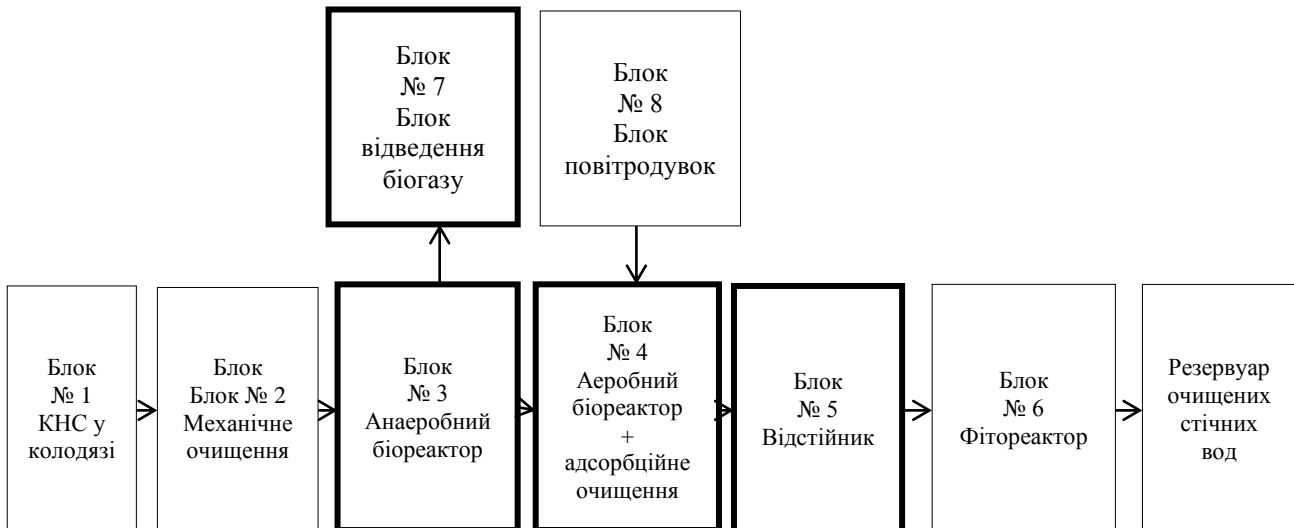 Блок
№ 7
Блок
відведення
біогазу
Блок
№ 8
Блок
повітродувок
Блок
№ 1
КНС у
колодязі
Блок
Блок № 2
Механічне
очищення
Блок
№ 3
Анаеробний
біореактор
Блок
№ 4
Аеробний
біореактор
+
адсорбційне
очищення
Блок
№ 5
Відстійник
Блок
№ 6
Фітореактор
Резервуар
очищених
стічних
вод